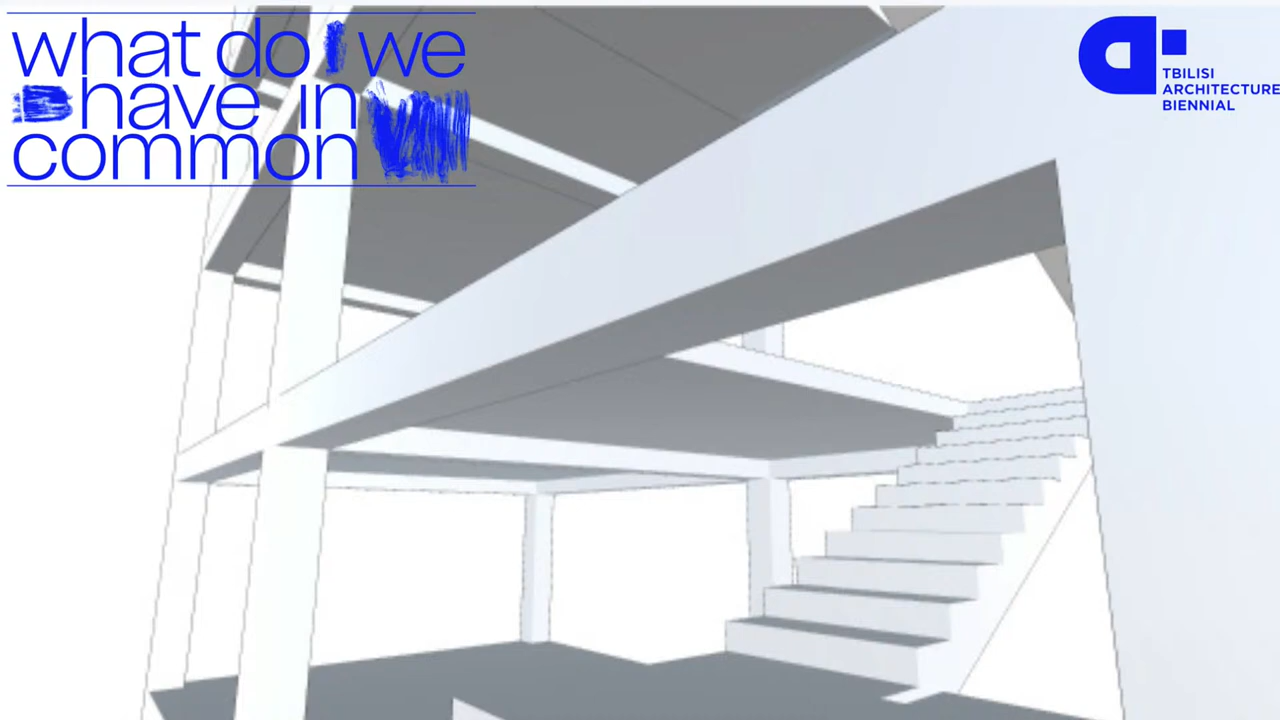 what do we
have in
common
TBILISI
ARCHITECTURE
BIENNIAL